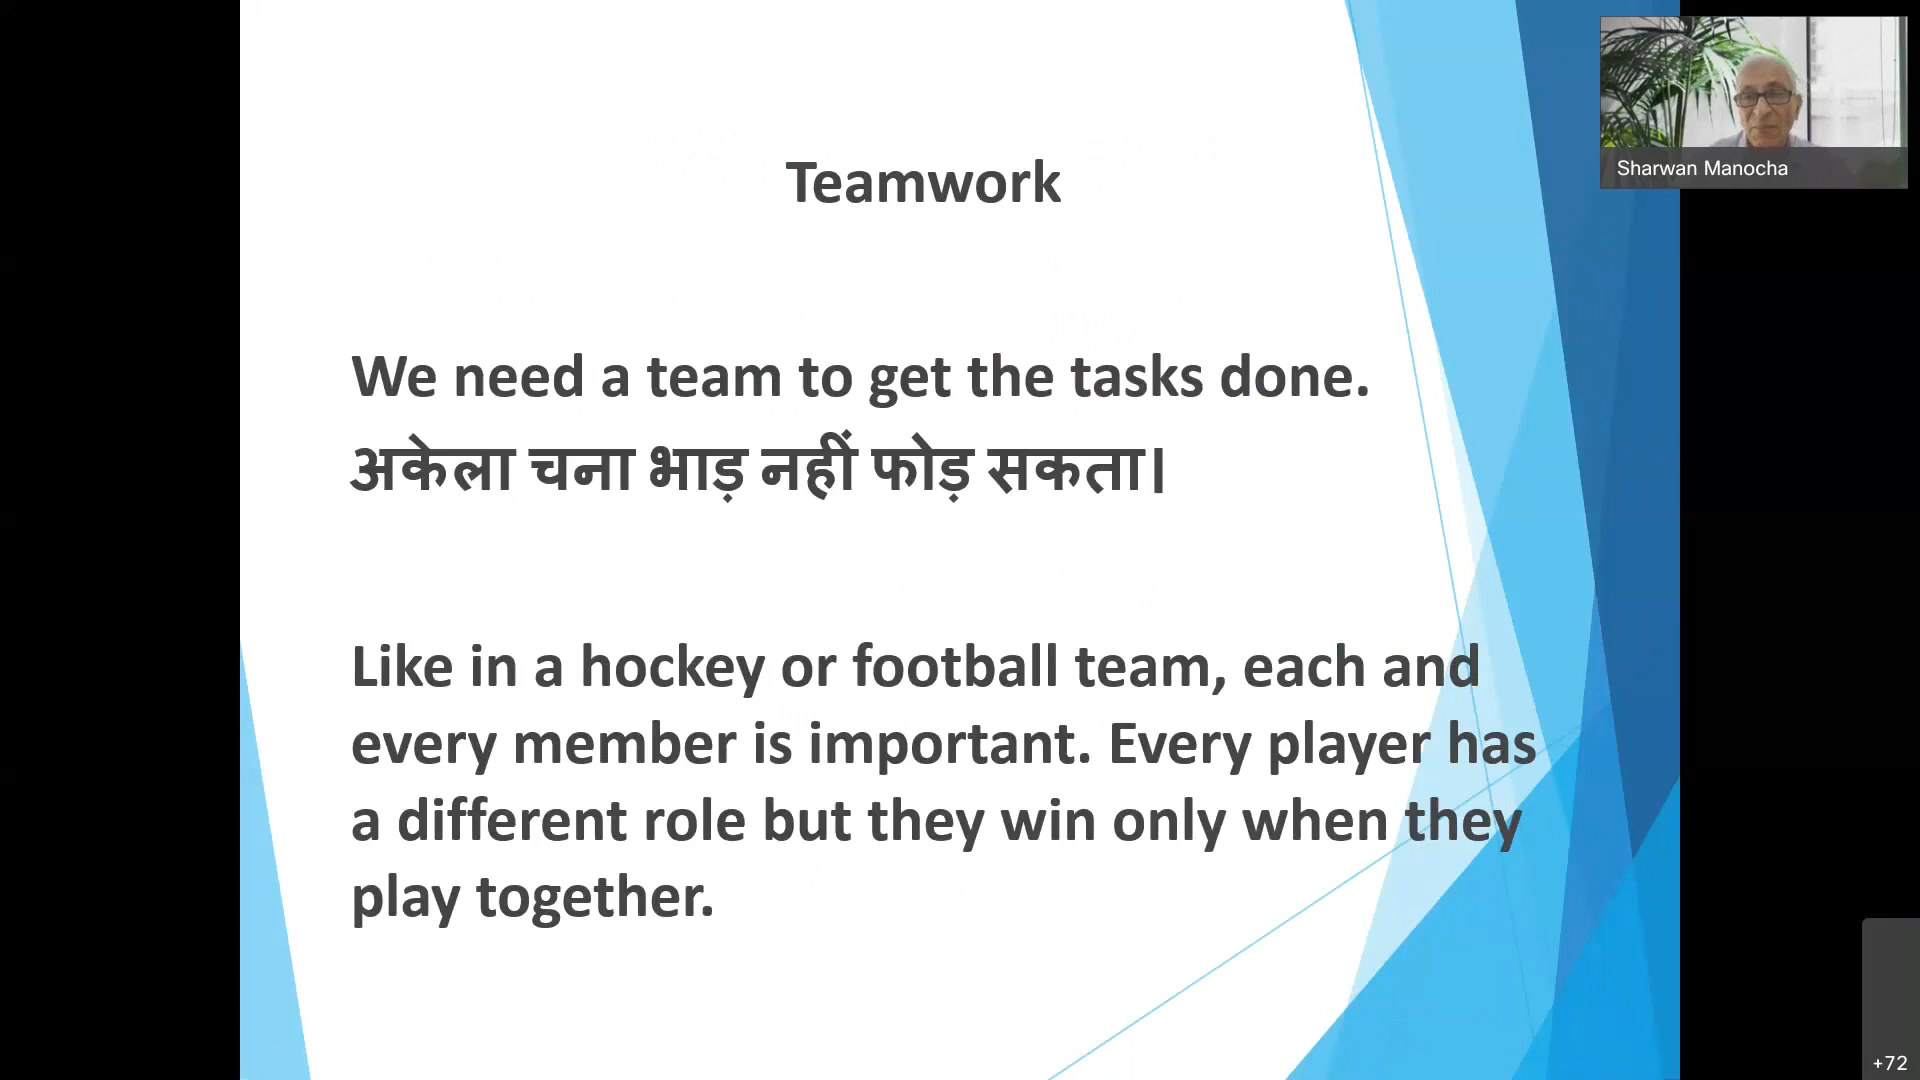 Teamwork
We need a team to get the tasks done.
अकेला चना भाड़ नहीं फोड़ सकता।
Like in a hockey or football team, each and
every member is important. Every player has
a different role but they win only when they
play together.
Sharwan Manocha
+72